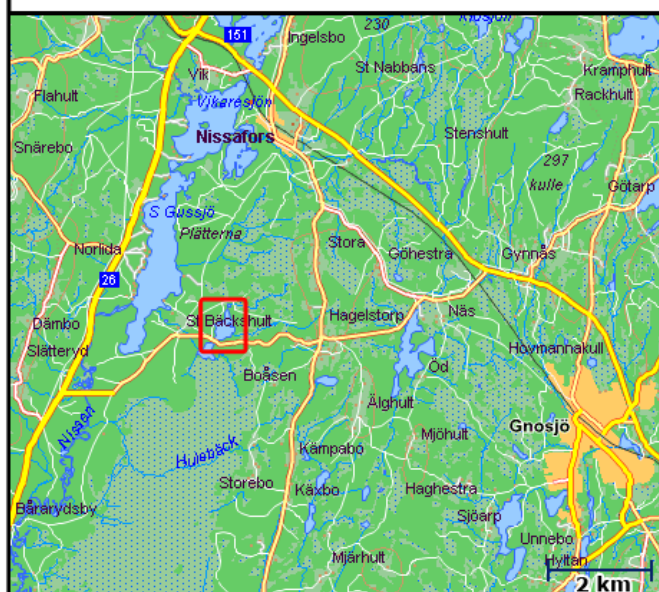 230
Klosjön
151
Ingelsbo
Vik
St Nabbans
Kramphult
Rackhult
Flahult
Vikaresjön
Nissafors
Stenshult
Snärebo
297
kulle
Götarp
S Gussjö
Plätterna
Stora
Norlida
Göhestra
Gynnås
26
Hagelstorp
Näs
St Bäckshult
Dämbo
Slätteryd
Hovmannakull
Öd
Boåsen
Älghult
Nissan
Gnosjö
Mjöhult
Hulebäck
Kämpabo
Storebo
Käxbo
Haghestra
Sjöarp
Bårarydsby
Unnebo
Mjärhult
Hyltan
2 km